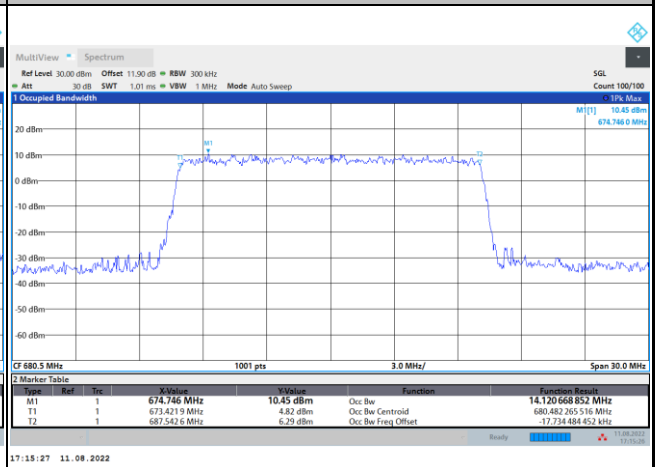 MultiView Spectrum
Ref Level 30.00 dBm Offset 11.90 dB RBW 300 kHz SGL
Att 30 dB SWT 1.01 ms VBW 1 MHz Mode Auto Sweep Count 100/100
1 Occupied Bandwidth 1Pk Max
M1[1] 10.45 dBm
674.746 0 MHz
20 dBm
M1
T1 T2
10 dBm
0 dBm
-10 dBm
-20 dBm
-30 dBm
-40 dBm
-50 dBm
-60 dBm
CF 680.5 MHz 1001 pts 3.0 MHz/ Span 30.0 MHz
2 Marker Table
Type Ref Trc X-Value Y-Value Function Function Result
M1 1 674.746 MHz 10.45 dBm Occ Bw 14.120 668 852 MHz
T1 1 673.421 9 MHz 4.82 dBm Occ Bw Centroid 680.482 265 516 MHz
T2 1 687.542 6 MHz 6.29 dBm Occ Bw Freq Offset -17.734 484 452 kHz
Ready 11.08.2022
17:15:26
17:15:27 11.08.2022